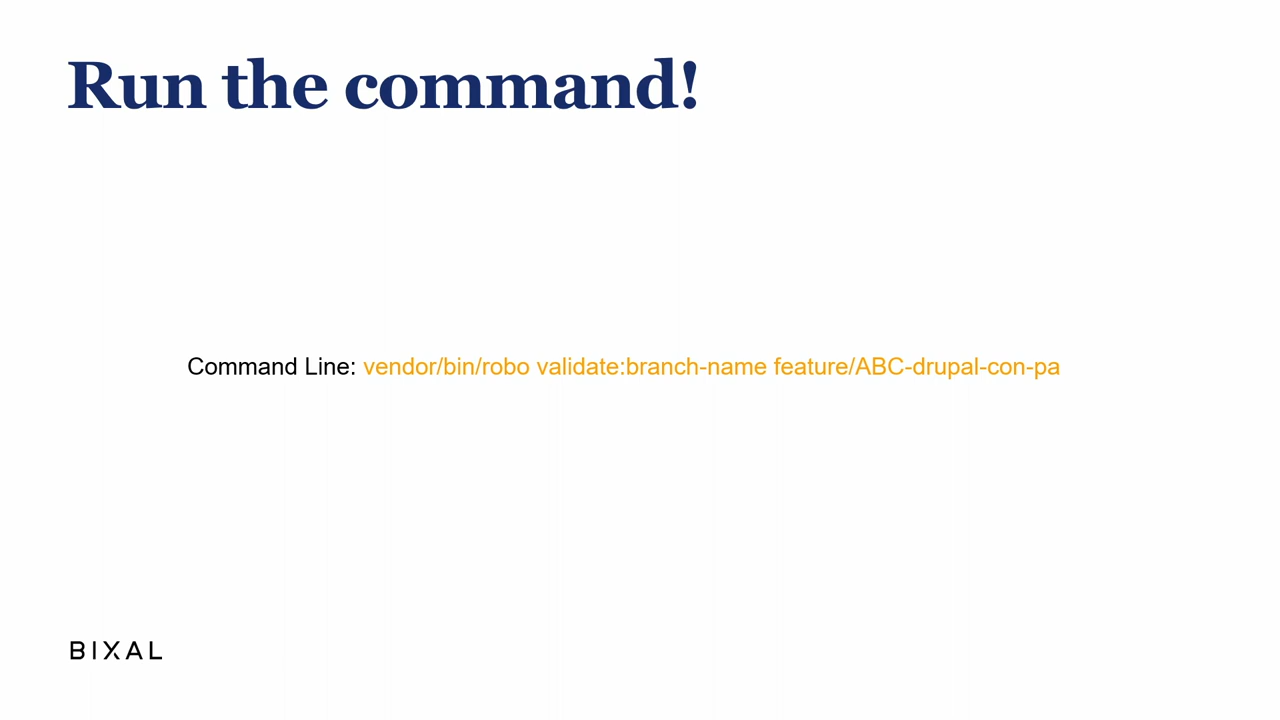 Run the command!
Command Line: vendor/bin/robo validate:branch-name feature/ABC-drupal-con-pa
BIXAL